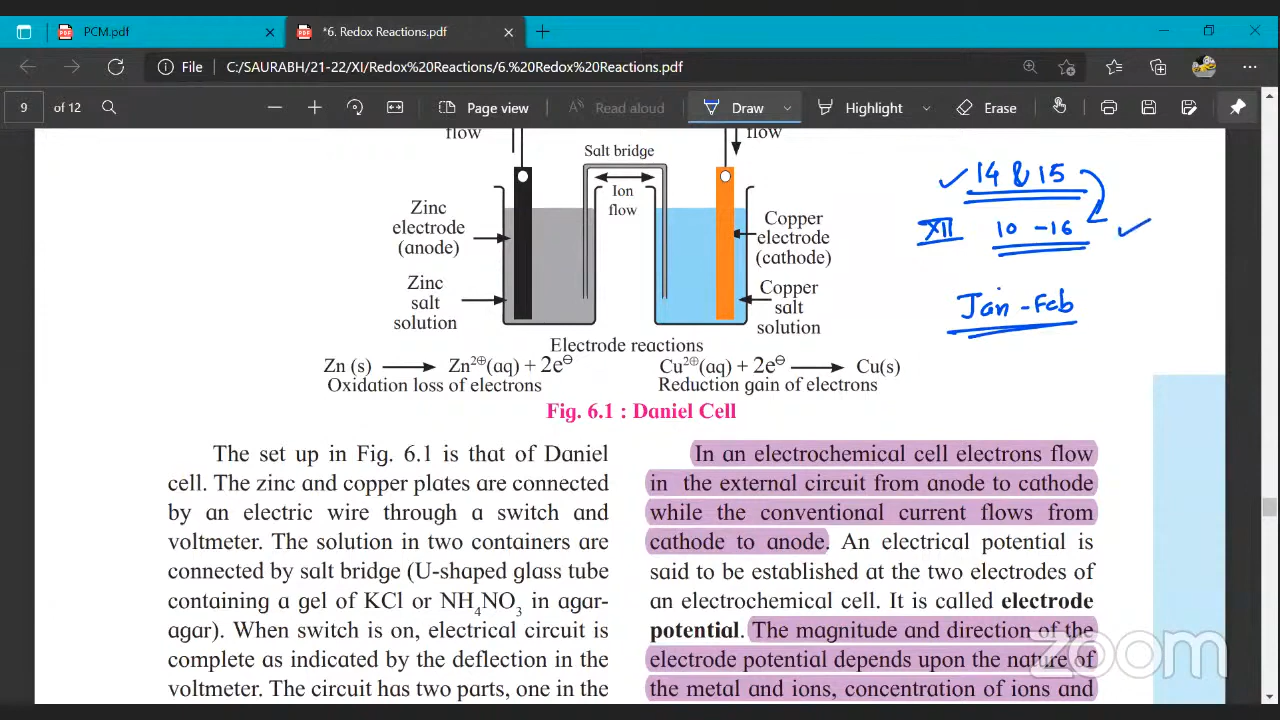 PCM.pdf
*6. Redox Reactions.pdf
File
C:/SAURABH/21-22/XI/Redox%20Reactions/6.%20Redox%20Reactions.pdf
9 of 12
Page view
Read aloud
Draw
Highlight
Erase
flow
flow
Salt bridge
Ion
flow
Zinc
electrode
(anode)
Zinc
salt
solution
Copper
electrode
(cathode)
Copper
salt
solution
14 & 15
XII 10 - 16
Jan - Feb
Electrode reactions
Zn (s) ⟶ Zn²⊕(aq) + 2e⊖
Oxidation loss of electrons
Cu²⊕(aq) + 2e⊖ ⟶ Cu(s)
Reduction gain of electrons
Fig. 6.1 : Daniel Cell
The set up in Fig. 6.1 is that of Daniel
cell. The zinc and copper plates are connected
by an electric wire through a switch and
voltmeter. The solution in two containers are
connected by salt bridge (U-shaped glass tube
containing a gel of KCl or NH₄NO₃ in agar-
agar). When switch is on, electrical circuit is
complete as indicated by the deflection in the
voltmeter. The circuit has two parts, one in the
In an electrochemical cell electrons flow
in the external circuit from anode to cathode
while the conventional current flows from
cathode to anode. An electrical potential is
said to be established at the two electrodes of
an electrochemical cell. It is called electrode
potential. The magnitude and direction of the
electrode potential depends upon the nature of
the metal and ions, concentration of ions and
zoom